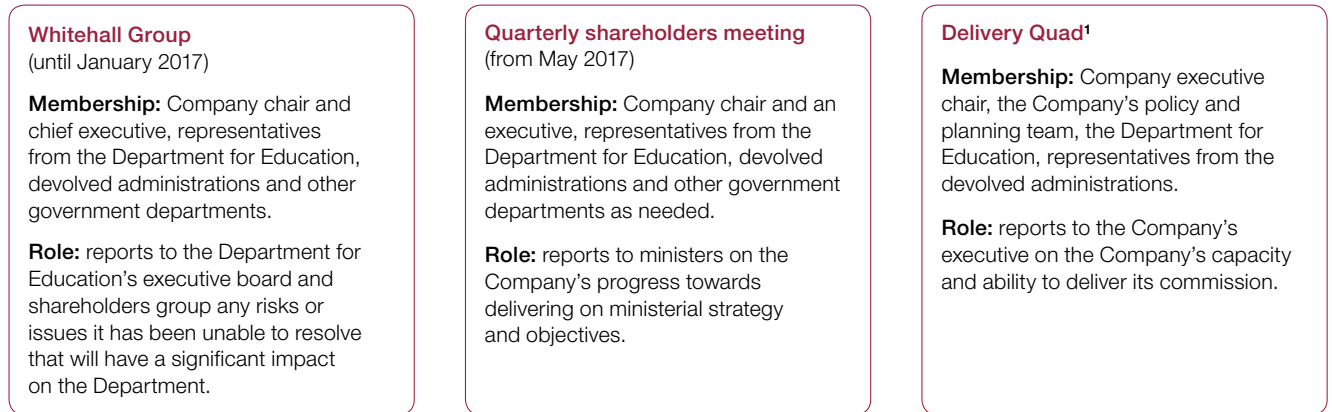 Whitehall Group
(until January 2017)
Membership: Company chair and
chief executive, representatives
from the Department for Education,
devolved administrations and other
government departments.
Role: reports to the Department for
Education’s executive board and
shareholders group any risks or
issues it has been unable to resolve
that will have a significant impact
on the Department.
Quarterly shareholders meeting
(from May 2017)
Membership: Company chair and an
executive, representatives from the
Department for Education, devolved
administrations and other government
departments as needed.
Role: reports to ministers on the
Company’s progress towards
delivering on ministerial strategy
and objectives.
Delivery Quad¹
Membership: Company executive
chair, the Company’s policy and
planning team, the Department for
Education, representatives from the
devolved administrations.
Role: reports to the Company’s
executive on the Company’s capacity
and ability to deliver its commission.